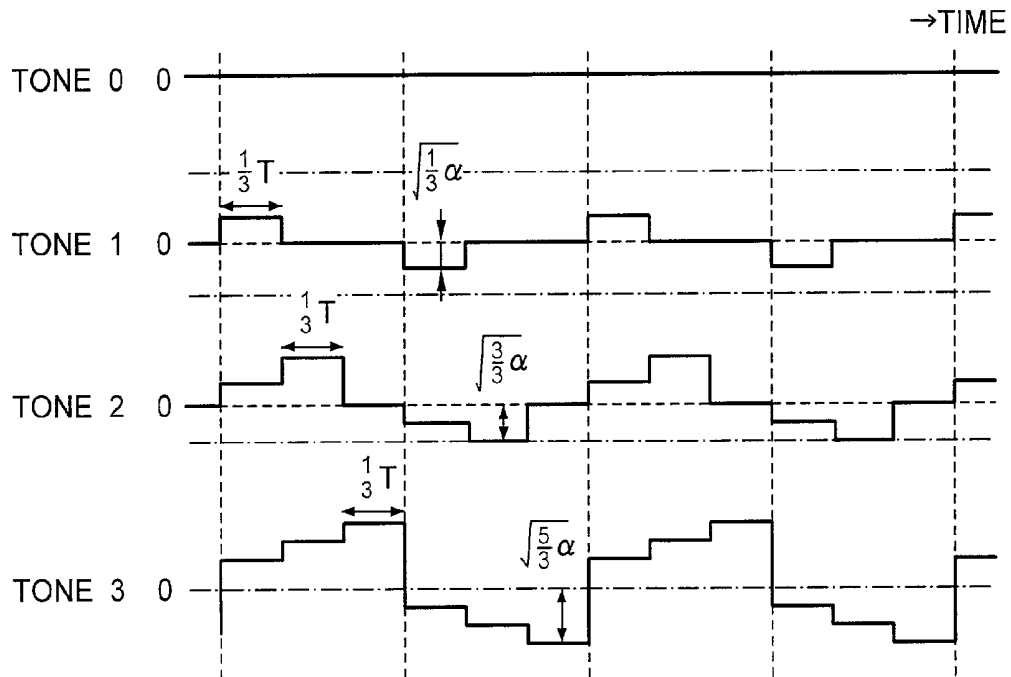 →TIME
TONE 0 0
1/3 T
√(1/3) α
TONE 1 0
1/3 T
√(3/3) α
TONE 2 0
1/3 T
√(5/3) α
TONE 3 0